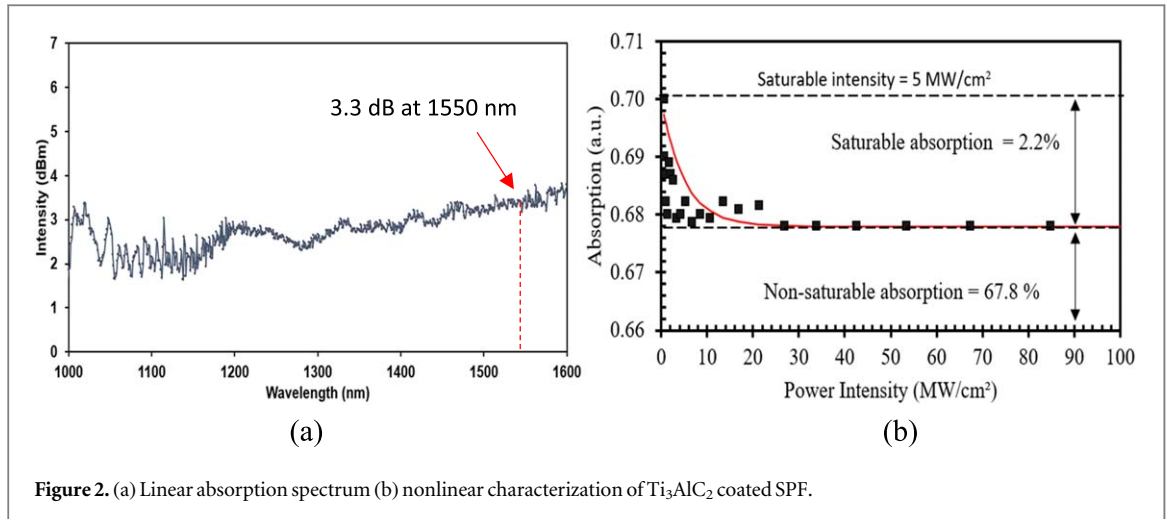 7
6
5
4
3
2
1
0
Intensity (dBm)
3.3 dB at 1550 nm
1000 1100 1200 1300 1400 1500 1600
Wavelength (nm)
(a)
0.71
0.70
0.69
0.68
0.67
0.66
Absorption (a.u.)
Saturable intensity = 5 MW/cm²
Saturable absorption = 2.2%
Non-saturable absorption = 67.8 %
0 10 20 30 40 50 60 70 80 90 100
Power Intensity (MW/cm²)
(b)
Figure 2. (a) Linear absorption spectrum (b) nonlinear characterization of Ti₃AlC₂ coated SPF.